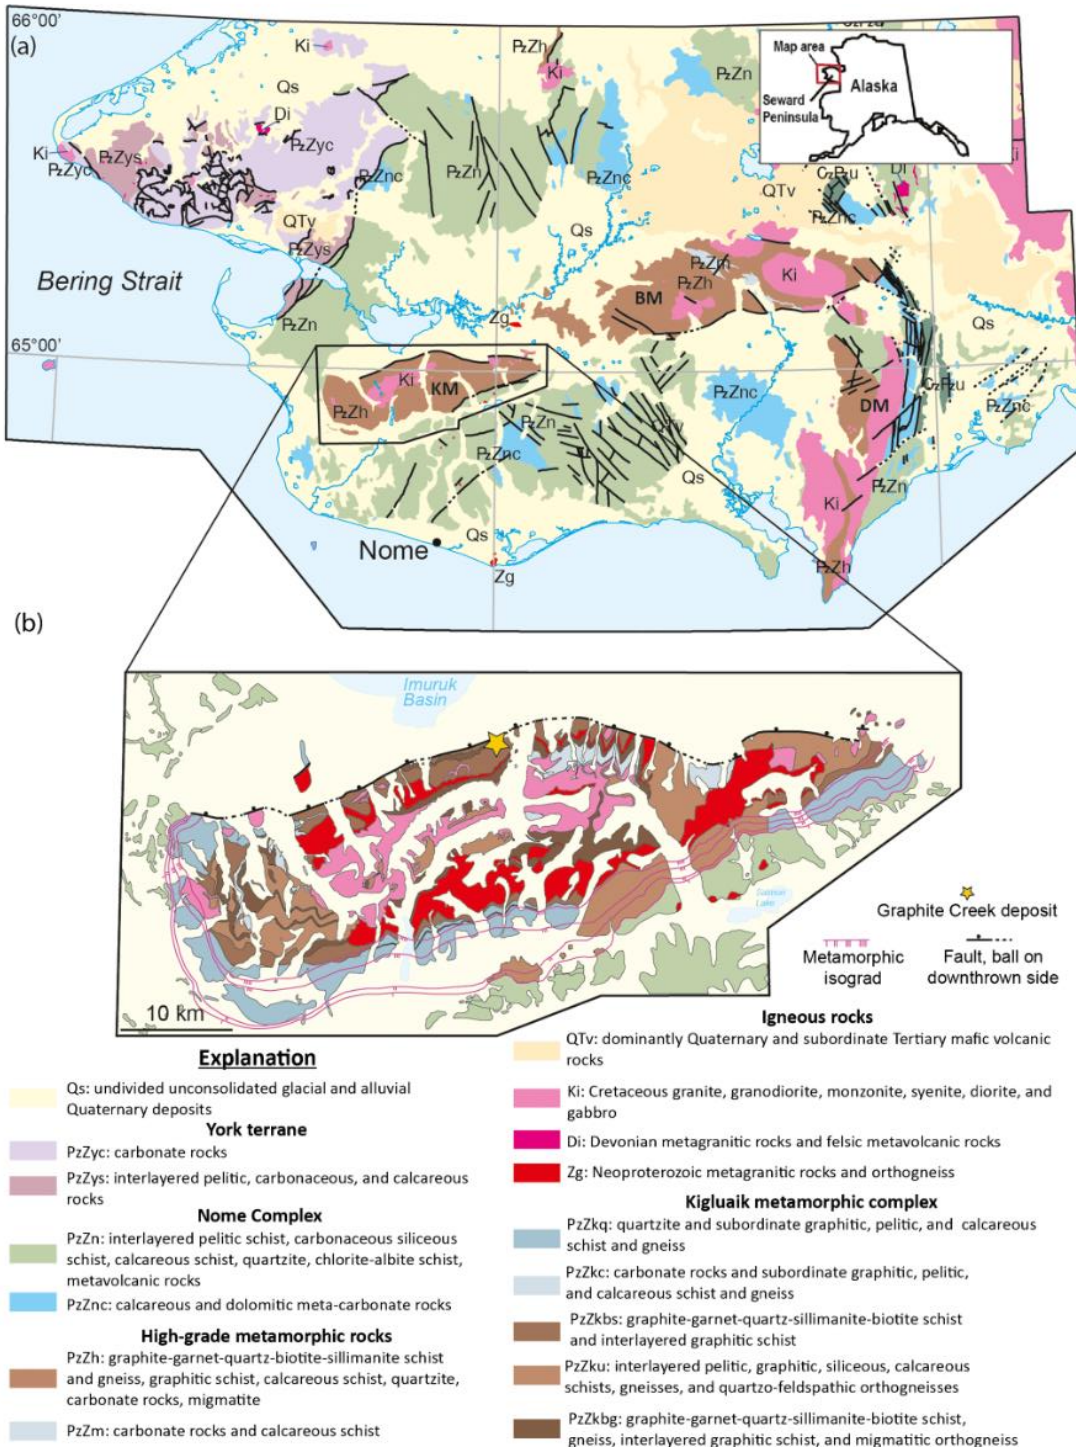 66°00'
(a)
Ki
PzZh
Ki
CzPzu
PzZn
Map area
Alaska
Seward
Peninsula
Qs
Di
PzZyc
PzZys
Ki
PzZyc
PzZnc
PzZn
PzZnc
QTv
CzPzu
Di
Ki
PzZnc
QTv
PzZys
Qs
Bering Strait
PzZm
PzZh
Ki
BM
PzZn
Zg
Qs
65°00'
Ki
KM
PzZh
PzZnc
CzPzu
DM
PzZnc
PzZn
QTv
PzZnc
Qs
PzZn
Ki
Qs
Nome
Zg
PzZh
(b)
Imuruk
Basin
Lake
Graphite Creek deposit
Metamorphic
isograd
Fault, ball on
downthrown side
10 km
Explanation
Qs: undivided unconsolidated glacial and alluvial
Quaternary deposits
York terrane
PzZyc: carbonate rocks
PzZys: interlayered pelitic, carbonaceous, and calcareous
rocks
Nome Complex
PzZn: interlayered pelitic schist, carbonaceous siliceous
schist, calcareous schist, quartzite, chlorite-albite schist,
metavolcanic rocks
PzZnc: calcareous and dolomitic meta-carbonate rocks
High-grade metamorphic rocks
PzZh: graphite-garnet-quartz-biotite-sillimanite schist
and gneiss, graphitic schist, calcareous schist, quartzite,
carbonate rocks, migmatite
PzZm: carbonate rocks and calcareous schist
Igneous rocks
QTv: dominantly Quaternary and subordinate Tertiary mafic volcanic
rocks
Ki: Cretaceous granite, granodiorite, monzonite, syenite, diorite, and
gabbro
Di: Devonian metagranitic rocks and felsic metavolcanic rocks
Zg: Neoproterozoic metagranitic rocks and orthogneiss
Kigluaik metamorphic complex
PzZkq: quartzite and subordinate graphitic, pelitic, and calcareous
schist and gneiss
PzZkc: carbonate rocks and subordinate graphitic, pelitic,
and calcareous schist and gneiss
PzZkbs: graphite-garnet-quartz-sillimanite-biotite schist
and interlayered graphitic schist
PzZku: interlayered pelitic, graphitic, siliceous, calcareous
schists, gneisses, and quartzo-feldspathic orthogneisses
PzZkbg: graphite-garnet-quartz-sillimanite-biotite schist,
gneiss, interlayered graphitic schist, and migmatitic orthogneiss